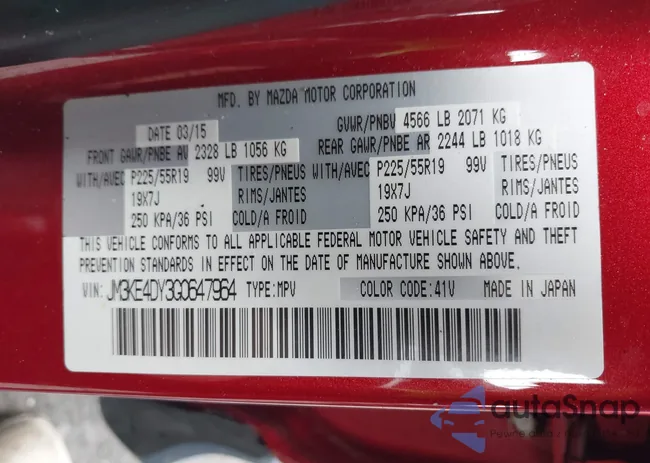 MFD. BY MAZDA MOTOR CORPORATION
DATE 03/15 GVWR/PNBV 4566 LB 2071 KG
FRONT GAWR/PNBE AV 2328 LB 1056 KG REAR GAWR/PNBE AR 2244 LB 1018 KG
WITH/AVEC P225/55R19 99V TIRES/PNEUS WITH/AVEC P225/55R19 99V TIRES/PNEUS
19X7J RIMS/JANTES 19X7J RIMS/JANTES
250 KPA/36 PSI COLD/A FROID 250 KPA/36 PSI COLD/A FROID
THIS VEHICLE CONFORMS TO ALL APPLICABLE FEDERAL MOTOR VEHICLE SAFETY AND THEFT
PREVENTION STANDARDS IN EFFECT ON THE DATE OF MANUFACTURE SHOWN ABOVE.
VIN: JM3KE4DY3G0647964 TYPE:MPV COLOR CODE:41V MADE IN JAPAN
autoSnap